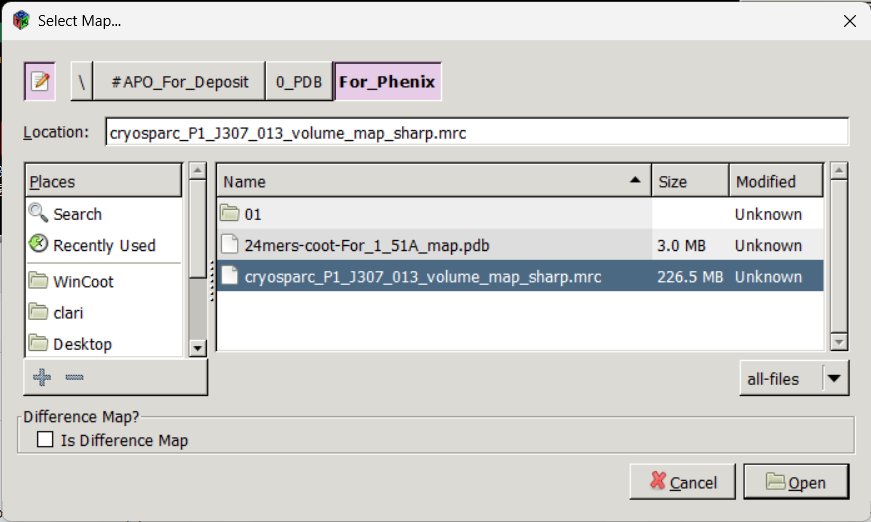 Select Map...
\ #APO_For_Deposit 0_PDB For_Phenix
Location: cryosparc_P1_J307_013_volume_map_sharp.mrc
Places
Search
Recently Used
WinCoot
clari
Desktop
Name Size Modified
01 Unknown
24mers-coot-For_1_51A_map.pdb 3.0 MB Unknown
cryosparc_P1_J307_013_volume_map_sharp.mrc 226.5 MB Unknown
all-files
Difference Map?
Is Difference Map
Cancel Open